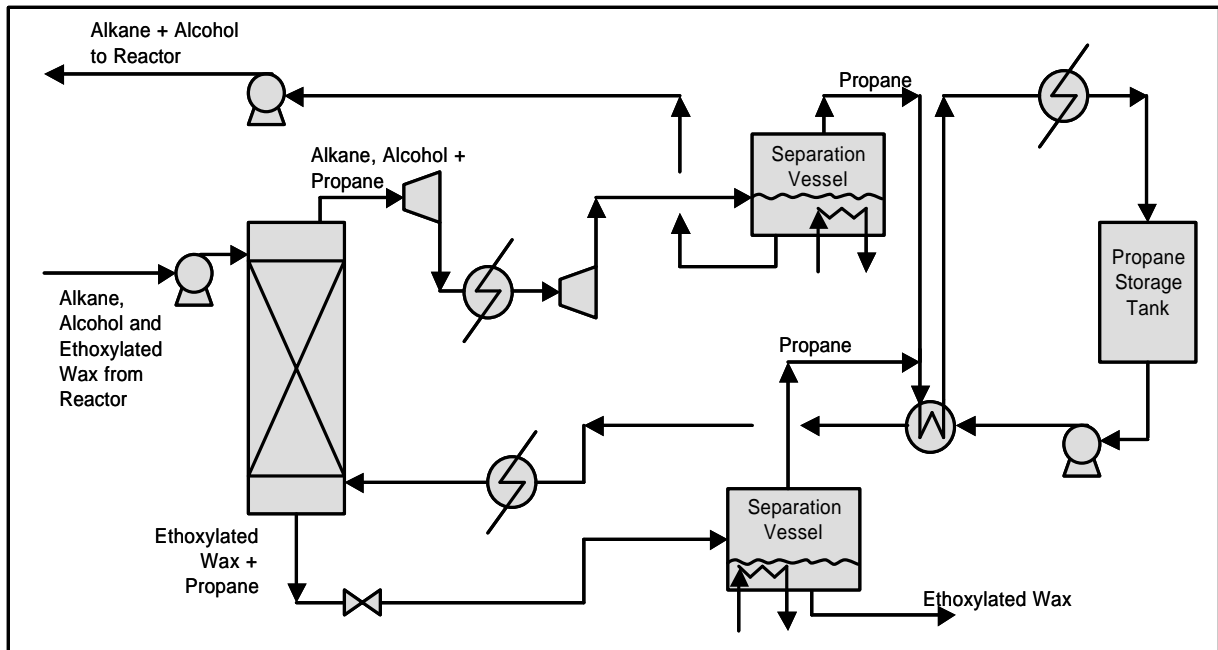 Alkane + Alcohol
to Reactor
Propane
Alkane, Alcohol +
Propane
Separation
Vessel
Propane
Storage
Tank
Alkane,
Alcohol and
Ethoxylated
Wax from
Reactor
Propane
Separation
Vessel
Ethoxylated
Wax +
Propane
Ethoxylated Wax